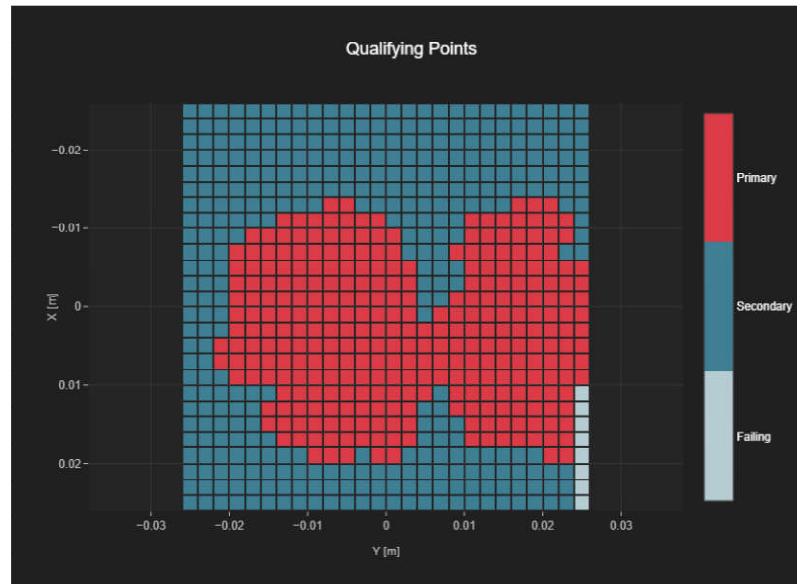 Qualifying Points
−0.02
−0.01
0
0.01
0.02
X [m]
−0.03
−0.02
−0.01
0
0.01
0.02
0.03
Y [m]
Primary
Secondary
Failing